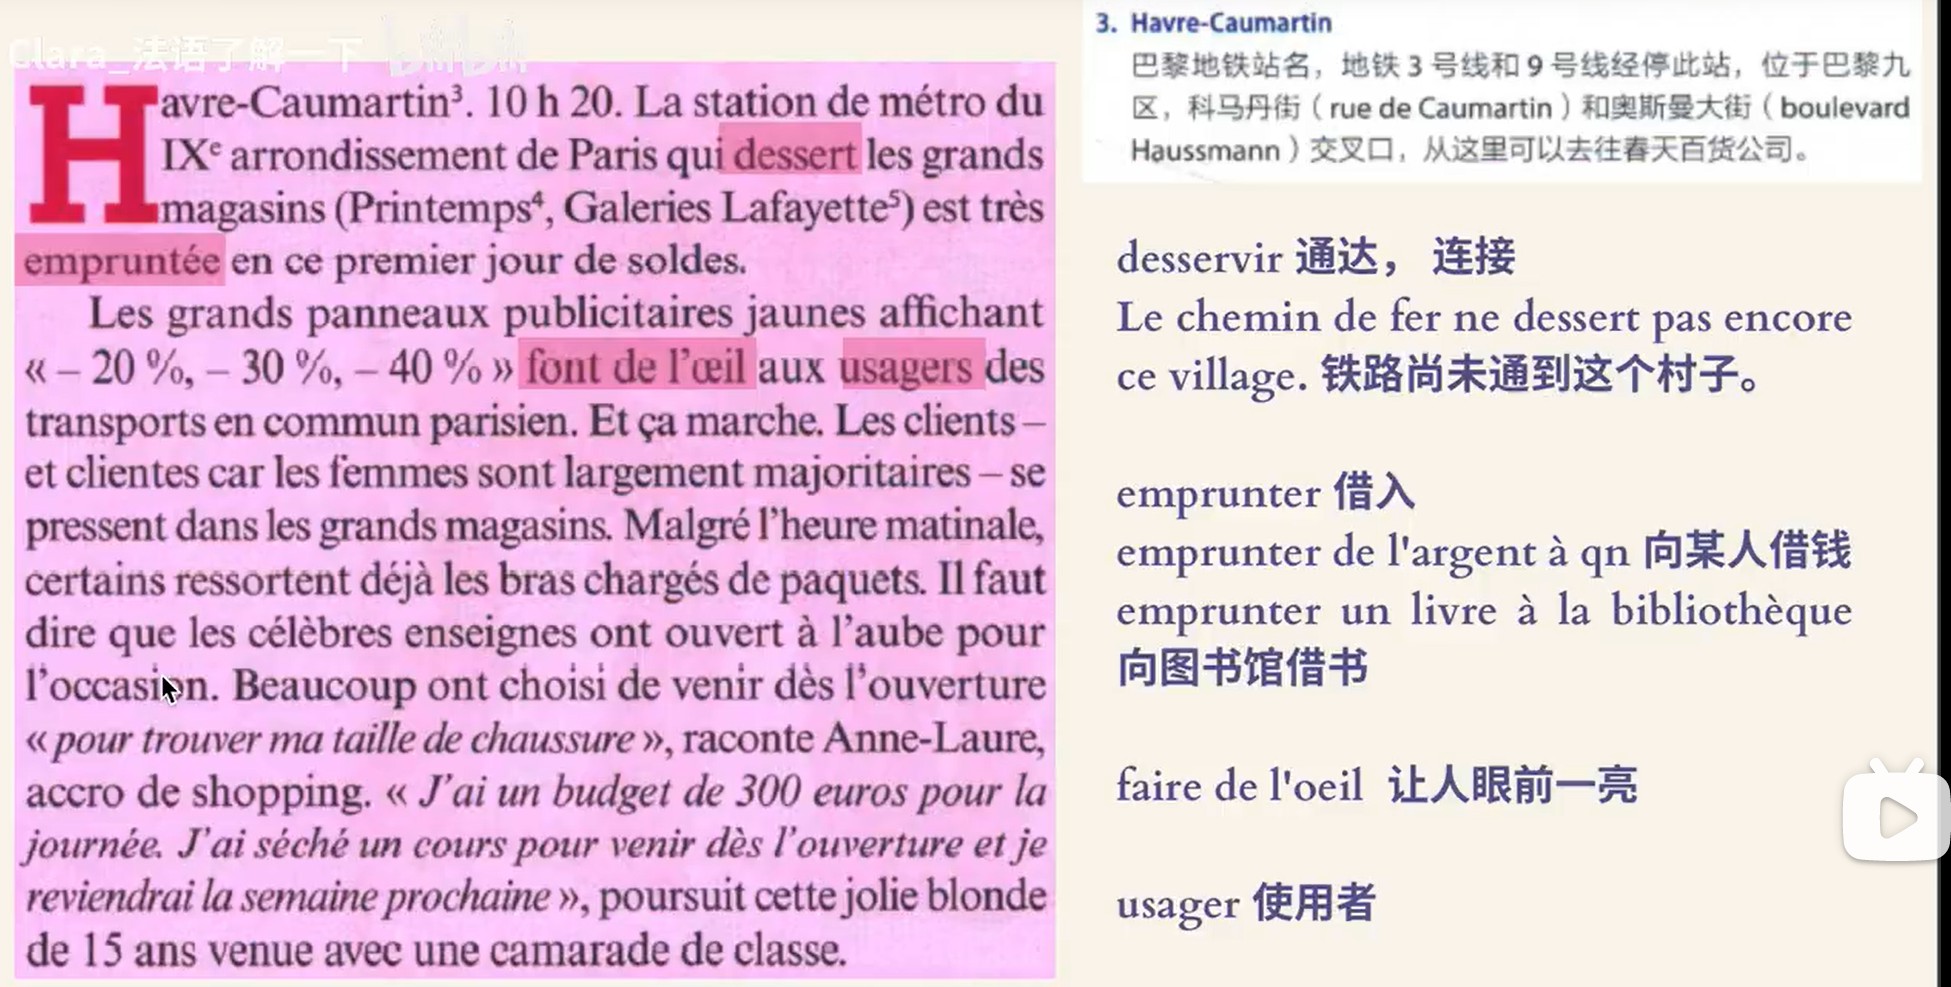 Clara_法语了解一下 bilibili
Havre-Caumartin³. 10 h 20. La station de métro du
IXᵉ arrondissement de Paris qui dessert les grands
magasins (Printemps⁴, Galeries Lafayette⁵) est très
empruntée en ce premier jour de soldes.
Les grands panneaux publicitaires jaunes affichant
« – 20 %, – 30 %, – 40 % » font de l’œil aux usagers des
transports en commun parisien. Et ça marche. Les clients –
et clientes car les femmes sont largement majoritaires – se
pressent dans les grands magasins. Malgré l’heure matinale,
certains ressortent déjà les bras chargés de paquets. Il faut
dire que les célèbres enseignes ont ouvert à l’aube pour
l’occasion. Beaucoup ont choisi de venir dès l’ouverture
« pour trouver ma taille de chaussure », raconte Anne-Laure,
accro de shopping. « J’ai un budget de 300 euros pour la
journée. J’ai séché un cours pour venir dès l’ouverture et je
reviendrai la semaine prochaine », poursuit cette jolie blonde
de 15 ans venue avec une camarade de classe.
3. Havre-Caumartin
巴黎地铁站名，地铁 3 号线和 9 号线经停此站，位于巴黎九
区，科马丹街（rue de Caumartin）和奥斯曼大街（boulevard
Haussmann）交叉口，从这里可以去往春天百货公司。
desservir 通达， 连接
Le chemin de fer ne dessert pas encore
ce village. 铁路尚未通到这个村子。
emprunter 借入
emprunter de l'argent à qn 向某人借钱
emprunter un livre à la bibliothèque
向图书馆借书
faire de l'oeil 让人眼前一亮
usager 使用者